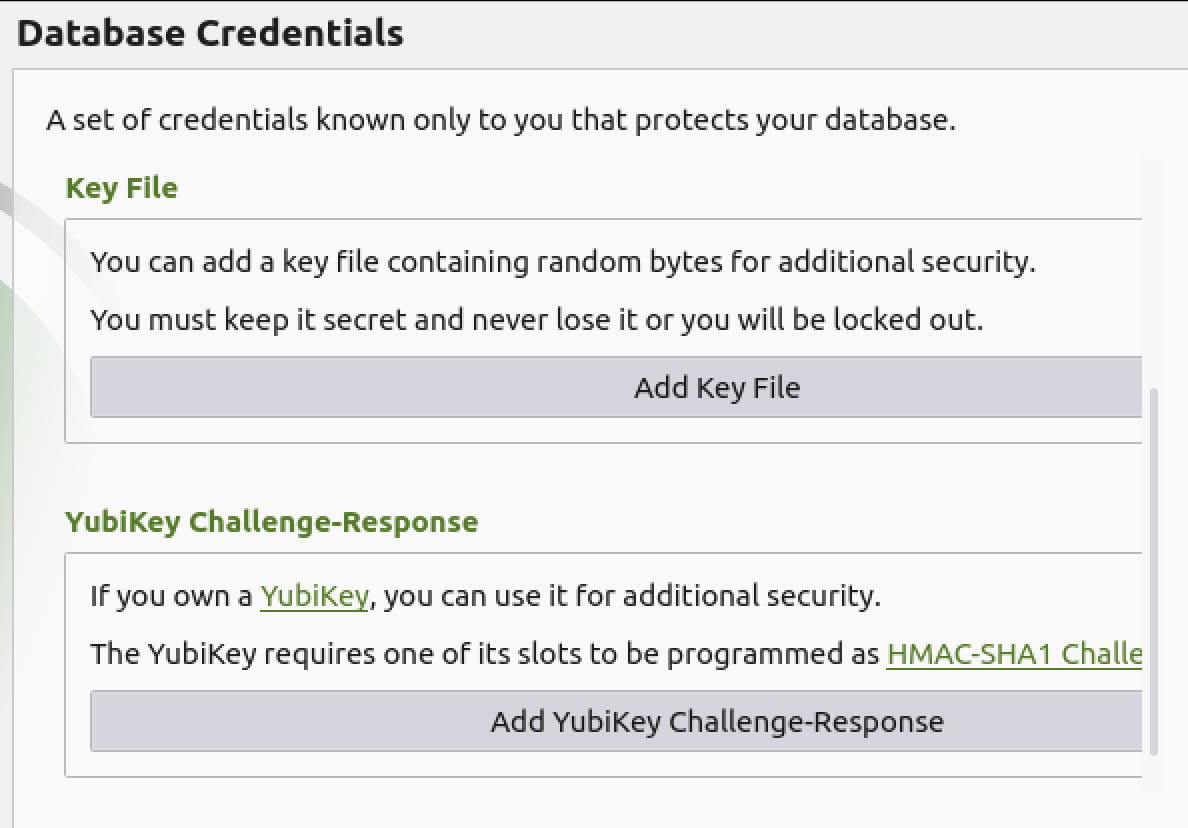 Database Credentials
A set of credentials known only to you that protects your database.
Key File
You can add a key file containing random bytes for additional security.
You must keep it secret and never lose it or you will be locked out.
Add Key File
YubiKey Challenge-Response
If you own a YubiKey, you can use it for additional security.
The YubiKey requires one of its slots to be programmed as HMAC-SHA1 Challe
Add YubiKey Challenge-Response